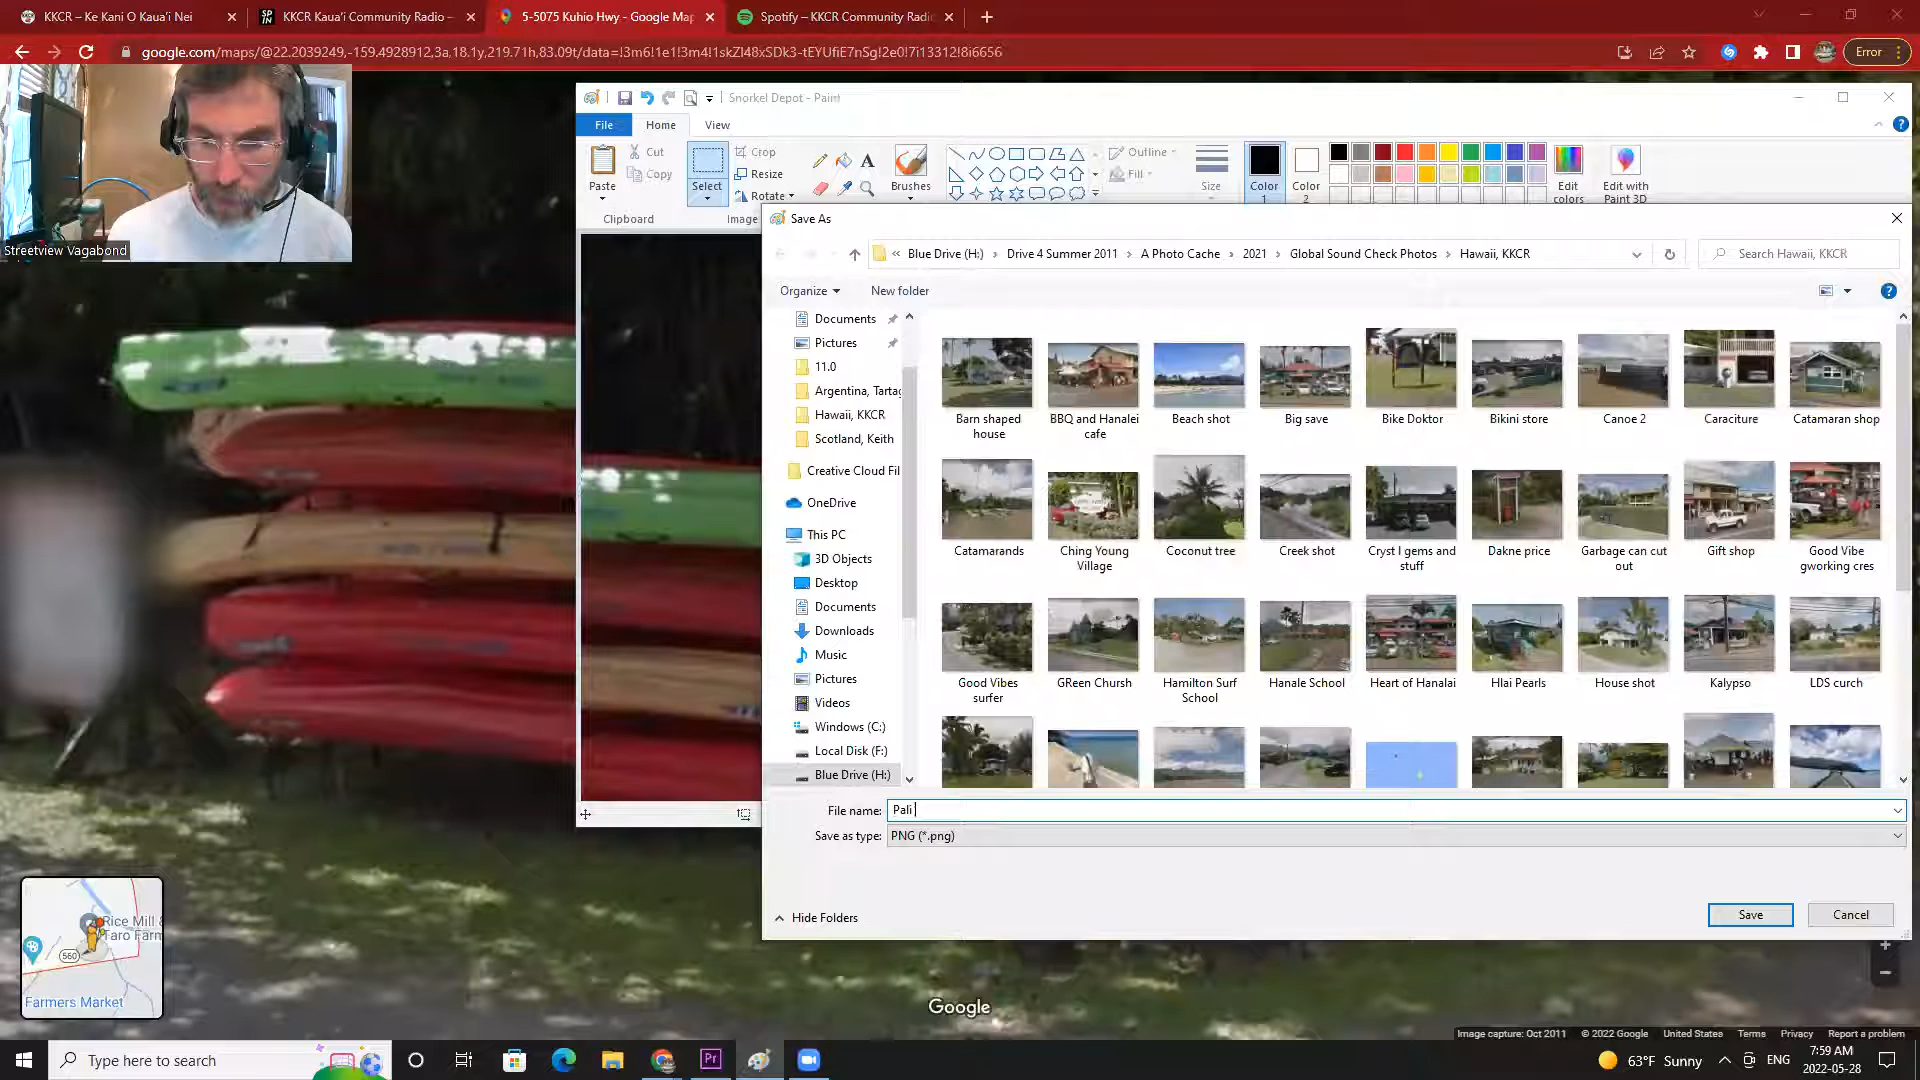 KKCR – Ke Kani O Kaua'i Nei
KKCR Kaua'i Community Radio –
5-5075 Kuhio Hwy - Google Map
Spotify – KKCR Community Radio
google.com/maps/@22.2039249,-159.4928912,3a,18.1y,219.71h,83.09t/data=!3m6!1e1!3m4!1skZI48xSDk3-tEYUfiE7nSg!2e0!7i13312!8i6656
Error
Streetview Vagabond
Snorkel Depot - Paint
File
Home
View
Paste
Cut
Copy
Clipboard
Select
Crop
Resize
Rotate
Image
A
Brushes
Outline
Fill
Size
Color 1
Color 2
Edit colors
Edit with Paint 3D
Save As
« Blue Drive (H:) › Drive 4 Summer 2011 › A Photo Cache › 2021 › Global Sound Check Photos › Hawaii, KKCR
Search Hawaii, KKCR
Organize
New folder
Documents
Pictures
11.0
Argentina, Tartag
Hawaii, KKCR
Scotland, Keith
Creative Cloud Fil
OneDrive
This PC
3D Objects
Desktop
Documents
Downloads
Music
Pictures
Videos
Windows (C:)
Local Disk (F:)
Blue Drive (H:)
Barn shaped house
BBQ and Hanalei cafe
Beach shot
Big save
Bike Doktor
Bikini store
Canoe 2
Caraciture
Catamaran shop
Catamarands
Ching Young Village
Coconut tree
Creek shot
Cryst l gems and stuff
Dakne price
Garbage can cut out
Gift shop
Good Vibe gworking cres
Good Vibes surfer
GReen Chursh
Hamilton Surf School
Hanale School
Heart of Hanalai
Hlai Pearls
House shot
Kalypso
LDS curch
File name: Pali
Save as type: PNG (*.png)
Hide Folders
Save
Cancel
Rice Mill &
Taro Farm
560
Farmers Market
Google
Image capture: Oct 2011
© 2022 Google
United States
Terms
Privacy
Report a problem
Type here to search
Pr
63°F Sunny
ENG
7:59 AM
2022-05-28